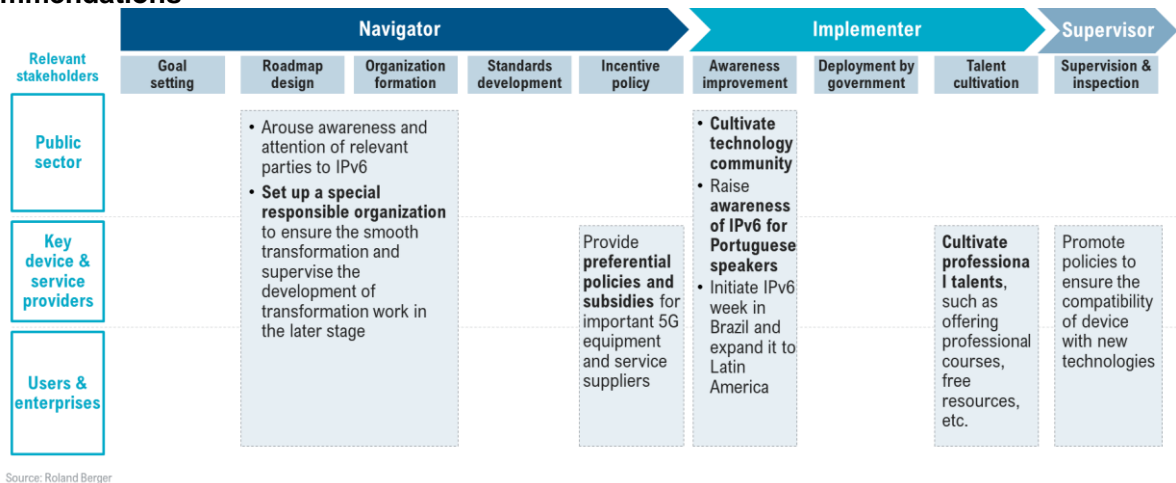 mmendations
Navigator
Implementer
Supervisor
Relevant
stakeholders
Goal
setting
Roadmap
design
Organization
formation
Standards
development
Incentive
policy
Awareness
improvement
Deployment by
government
Talent
cultivation
Supervision &
inspection
Public
sector
Key
device &
service
providers
Users &
enterprises
• Arouse awareness and
attention of relevant
parties to IPv6
• Set up a special
responsible organization
to ensure the smooth
transformation and
supervise the
development of
transformation work in
the later stage
Provide
preferential
policies and
subsidies for
important 5G
equipment
and service
suppliers
• Cultivate
technology
community
• Raise
awareness
of IPv6 for
Portuguese
speakers
• Initiate IPv6
week in
Brazil and
expand it to
Latin
America
Cultivate
professiona
l talents,
such as
offering
professional
courses,
free
resources,
etc.
Promote
policies to
ensure the
compatibility
of device
with new
technologies
Source: Roland Berger